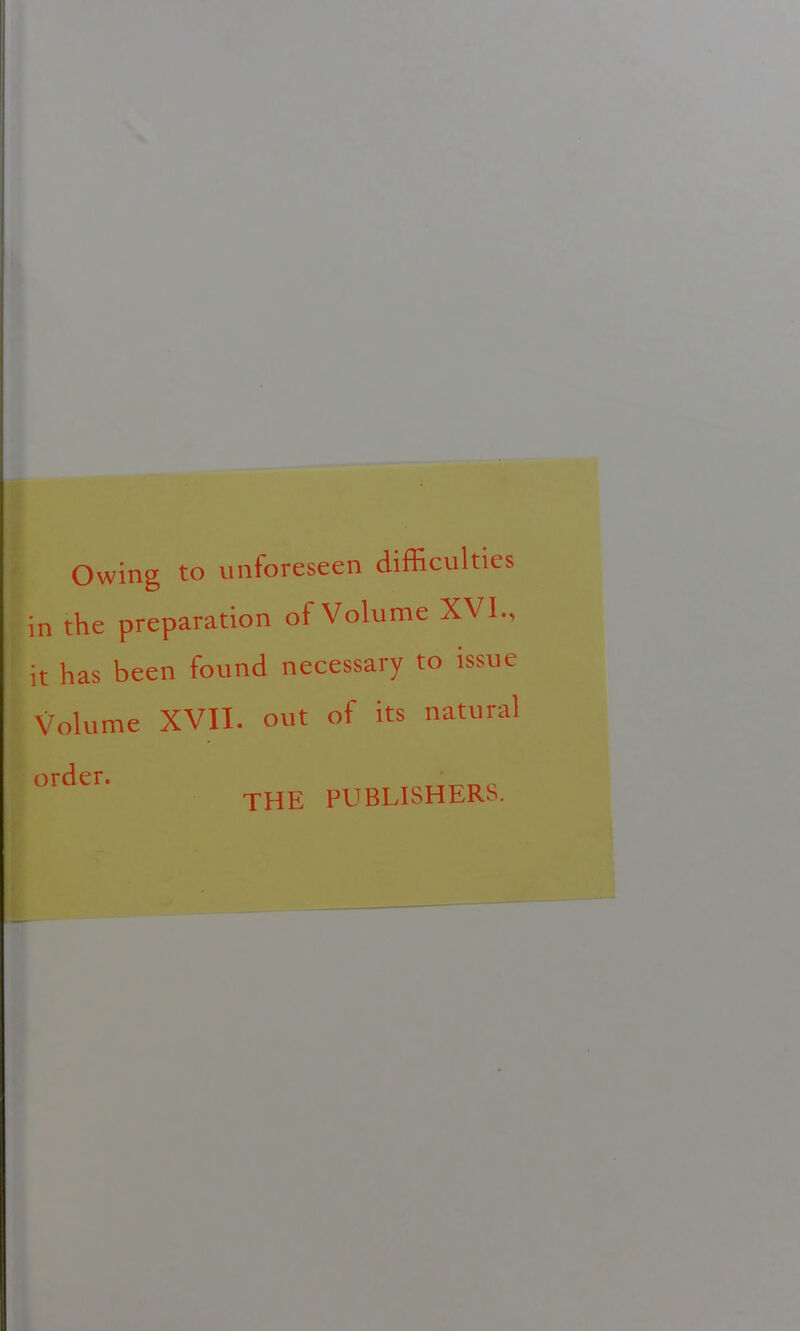 Owing to unforeseen difficulties
in the preparation of Volume XVI.,
it has been found necessary to issue
Volume XVII. out of its natural
order.
THE PUBLISHERS.